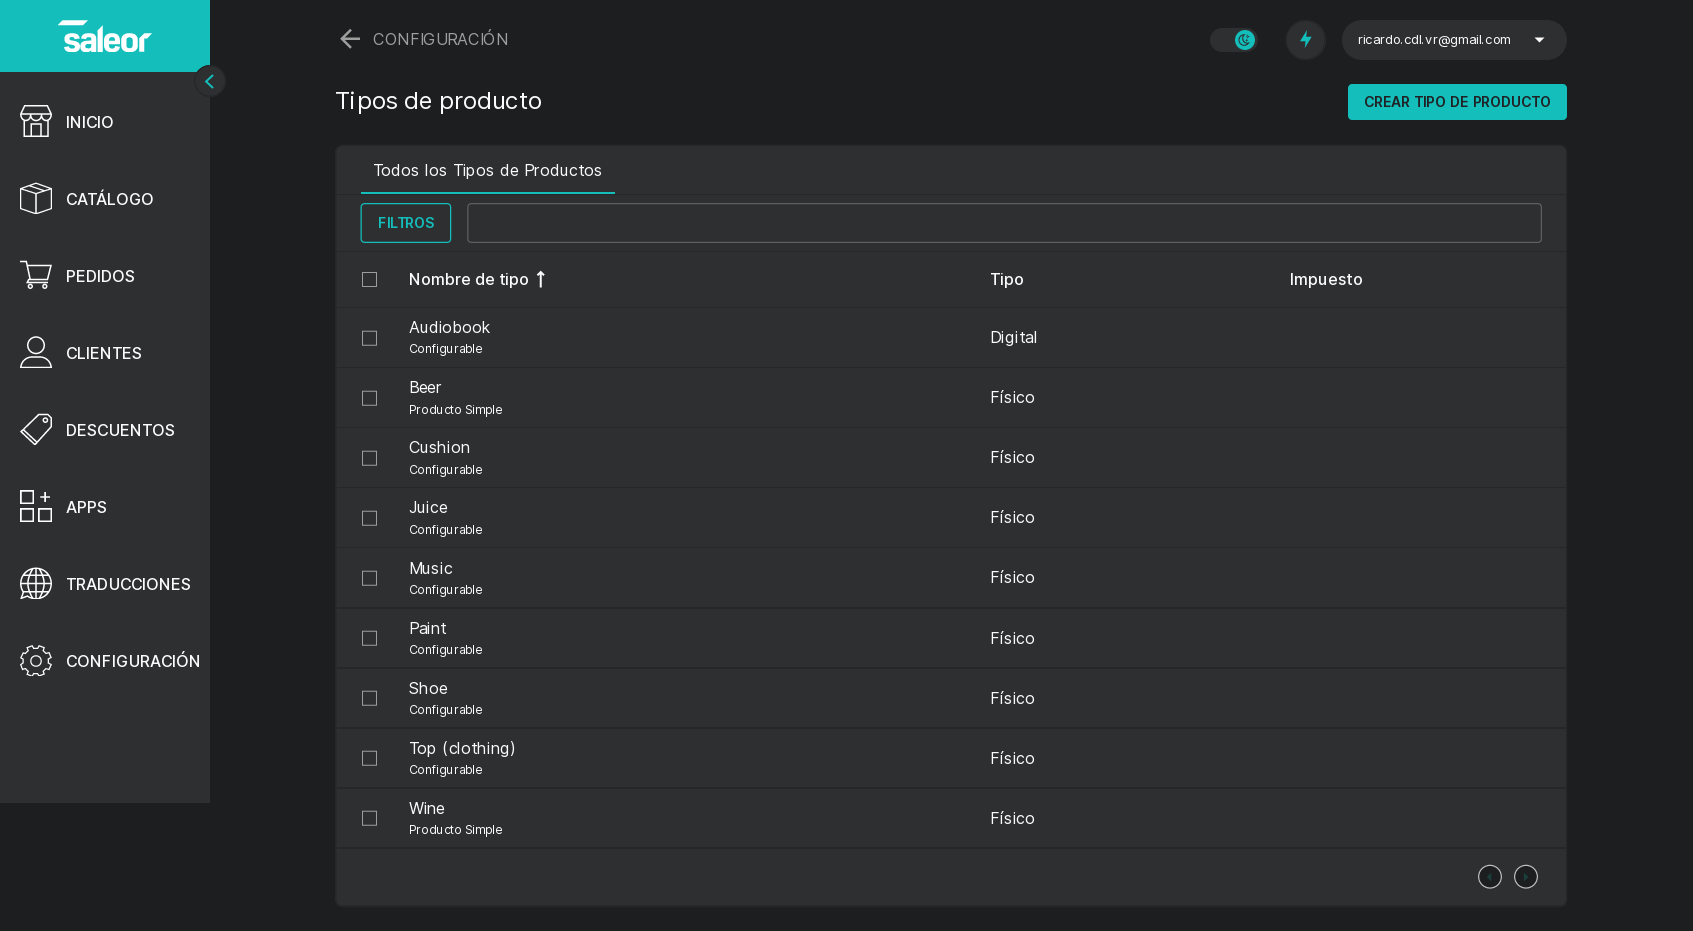 saleor
CONFIGURACIÓN
ricardo.cdl.vr@gmail.com
INICIO
CATÁLOGO
PEDIDOS
CLIENTES
DESCUENTOS
APPS
TRADUCCIONES
CONFIGURACIÓN
Tipos de producto
CREAR TIPO DE PRODUCTO
Todos los Tipos de Productos
FILTROS
Nombre de tipo Tipo Impuesto
Audiobook
Configurable
Digital
Beer
Producto Simple
Físico
Cushion
Configurable
Físico
Juice
Configurable
Físico
Music
Configurable
Físico
Paint
Configurable
Físico
Shoe
Configurable
Físico
Top (clothing)
Configurable
Físico
Wine
Producto Simple
Físico